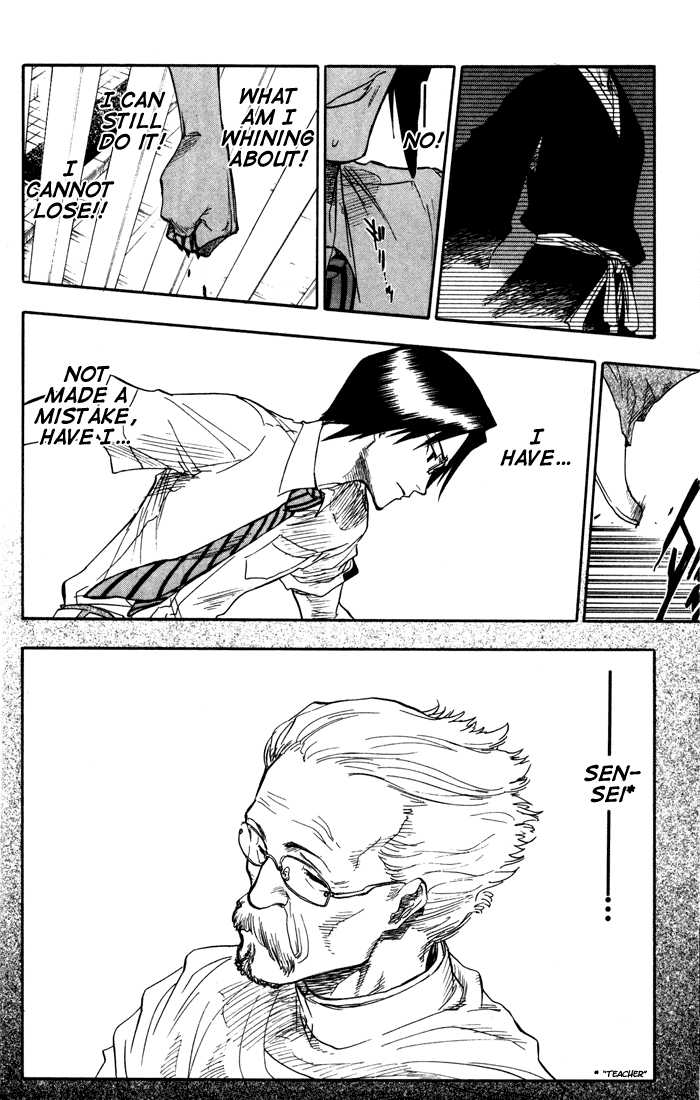 NO!
WHAT
AM I
WHINING
ABOUT!
I CAN
STILL
DO IT!
I
CANNOT
LOSE!!
I
HAVE...
NOT
MADE A
MISTAKE,
HAVE I...
SEN-
SEI*
* "TEACHER"